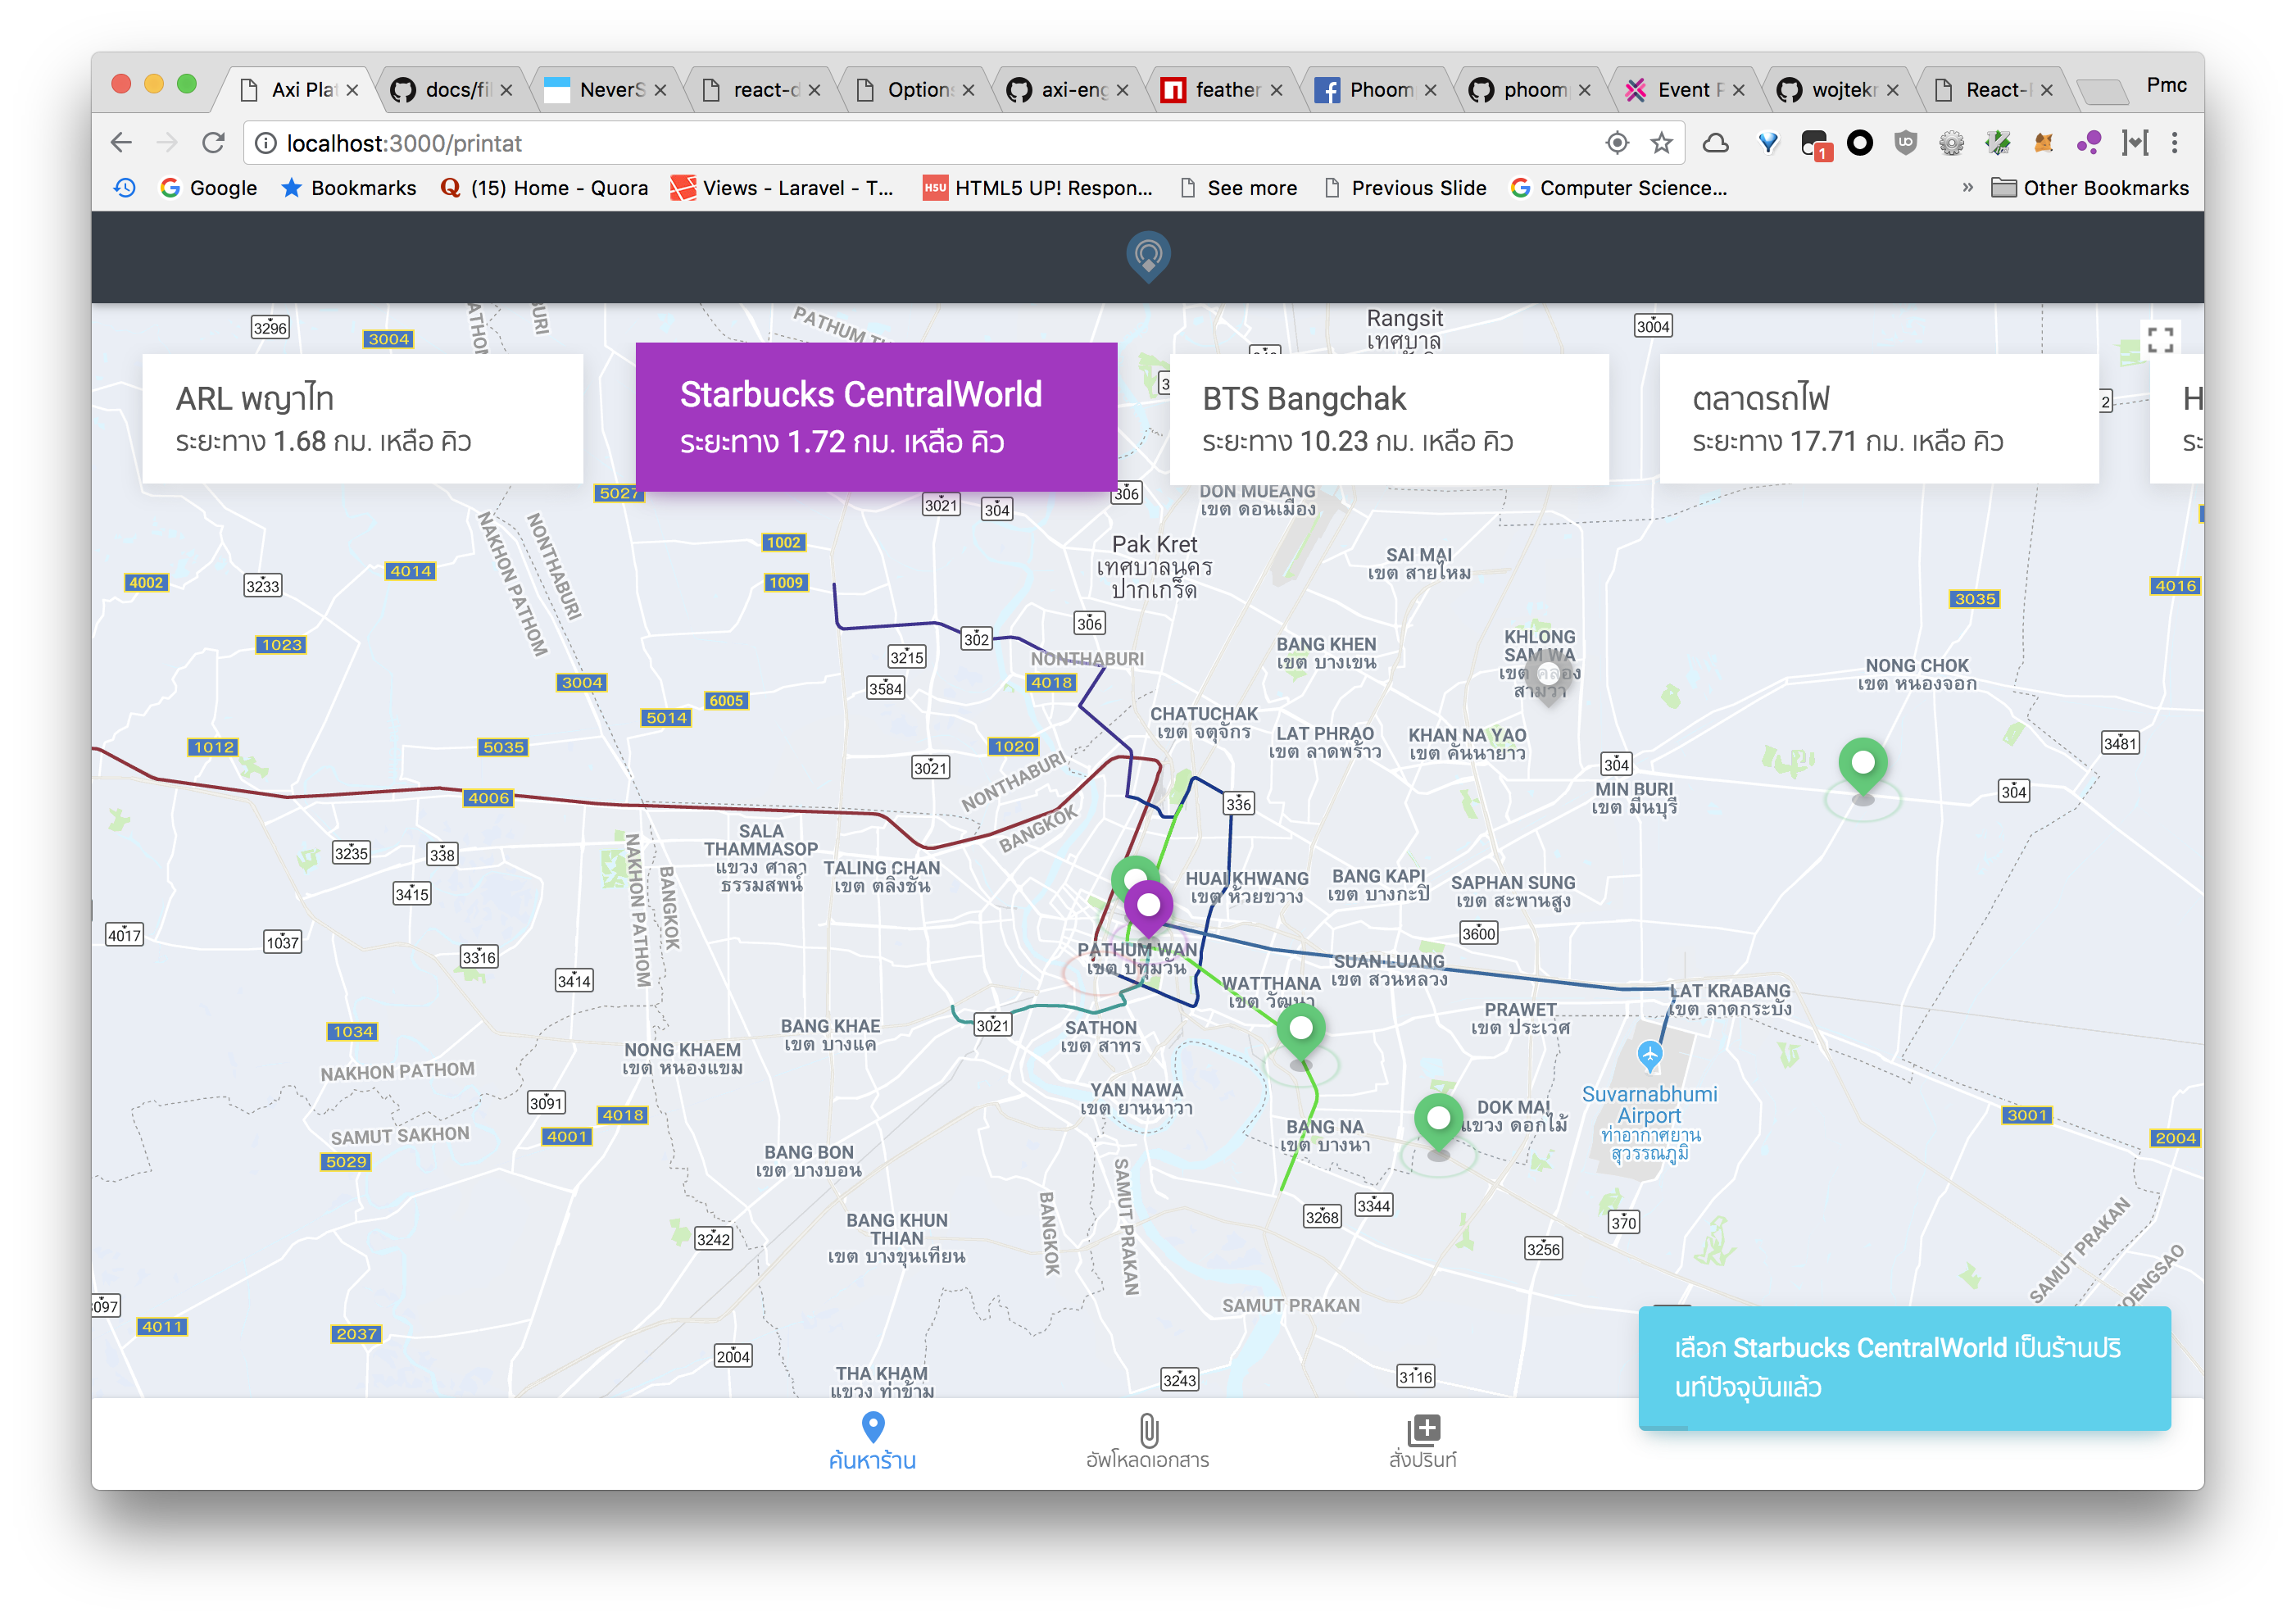 Axi Pla
docs/fi
NeverS
react-d
Options
axi-eng
feather
Phoom
phoom
Event P
wojtekr
React-
Pmc
localhost:3000/printat
1
Google
Bookmarks
(15) Home - Quora
Views - Laravel - T...
HTML5 UP! Respon...
See more
Previous Slide
Computer Science...
»
Other Bookmarks
ARL พญาไท
ระยะทาง 1.68 กม. เหลือ คิว
Starbucks CentralWorld
ระยะทาง 1.72 กม. เหลือ คิว
BTS Bangchak
ระยะทาง 10.23 กม. เหลือ คิว
ตลาดรถไฟ
ระยะทาง 17.71 กม. เหลือ คิว
H
ระ
3296
3004
PATHUM
Rangsit
เทศบาล
3004
5027
3021
304
306
DON MUEANG
เขต ดอนเมือง
1002
Pak Kret
เทศบาลนคร
ปากเกร็ด
SAI MAI
เขต สายไหม
4002
3233
4014
1009
NONTHABURI
NAKHON PATHOM
3035
4016
1023
302
306
3215
NONTHABURI
BANG KHEN
เขต บางเขน
KHLONG
SAM WA
เขต คลอง
สามวา
NONG CHOK
เขต หนองจอก
3004
3584
4018
6005
5014
CHATUCHAK
เขต จตุจักร
LAT PHRAO
เขต ลาดพร้าว
KHAN NA YAO
เขต คันนายาว
1012
5035
1020
3021
NONTHABURI
BANGKOK
304
3481
MIN BURI
เขต มีนบุรี
304
4006
336
SALA
THAMMASOP
แขวง ศาลา
ธรรมสพน์
3235
338
3415
NAKHON PATHOM
BANGKOK
TALING CHAN
เขต ตลิ่งชัน
HUAI KHWANG
เขต ห้วยขวาง
BANG KAPI
เขต บางกะปิ
SAPHAN SUNG
เขต สะพานสูง
4017
1037
3316
3414
3600
PATHUM WAN
เขต ปทุมวัน
SUAN LUANG
เขต สวนหลวง
WATTHANA
เขต วัฒนา
LAT KRABANG
เขต ลาดกระบัง
PRAWET
เขต ประเวศ
1034
BANG KHAE
เขต บางแค
3021
SATHON
เขต สาทร
NONG KHAEM
เขต หนองแขม
NAKHON PATHOM
3091
4018
4001
YAN NAWA
เขต ยานนาวา
Suvarnabhumi
Airport
ท่าอากาศยาน
สุวรรณภูมิ
DOK MAI
แขวง ดอกไม้
BANG NA
เขต บางนา
3001
2004
SAMUT SAKHON
5029
BANG BON
เขต บางบอน
SAMUT PRAKAN
BANGKOK
3344
3268
370
3256
BANG KHUN
THIAN
เขต บางขุนเทียน
3242
SAMUT PRAKAN
SAMUT PRAKAN
OENGSAO
3097
4011
2037
2004
THA KHAM
แขวง ท่าข้าม
3243
3116
เลือก Starbucks CentralWorld เป็นร้านปริ
นท์ปัจจุบันแล้ว
ค้นหาร้าน
อัพโหลดเอกสาร
สั่งปรินท์